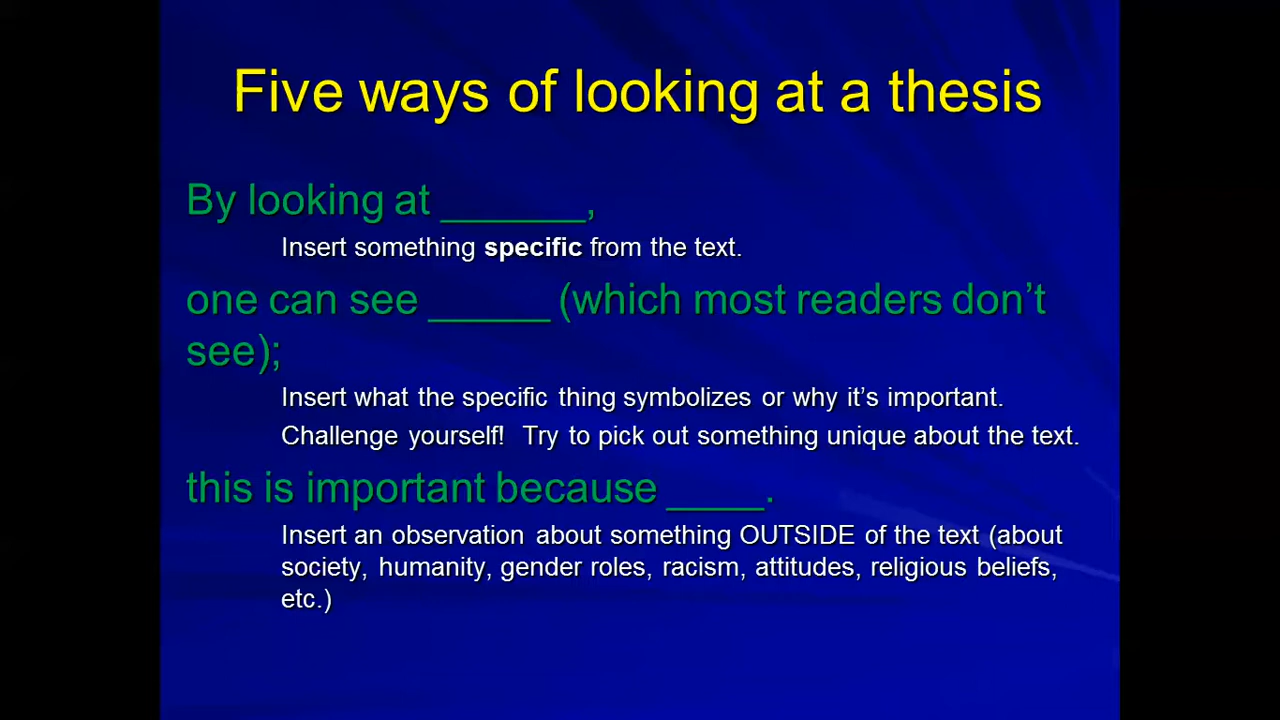 Five ways of looking at a thesis
By looking at ______,
Insert something specific from the text.
one can see _____ (which most readers don’t
see);
Insert what the specific thing symbolizes or why it’s important.
Challenge yourself!  Try to pick out something unique about the text.
this is important because ____.
Insert an observation about something OUTSIDE of the text (about
society, humanity, gender roles, racism, attitudes, religious beliefs,
etc.)